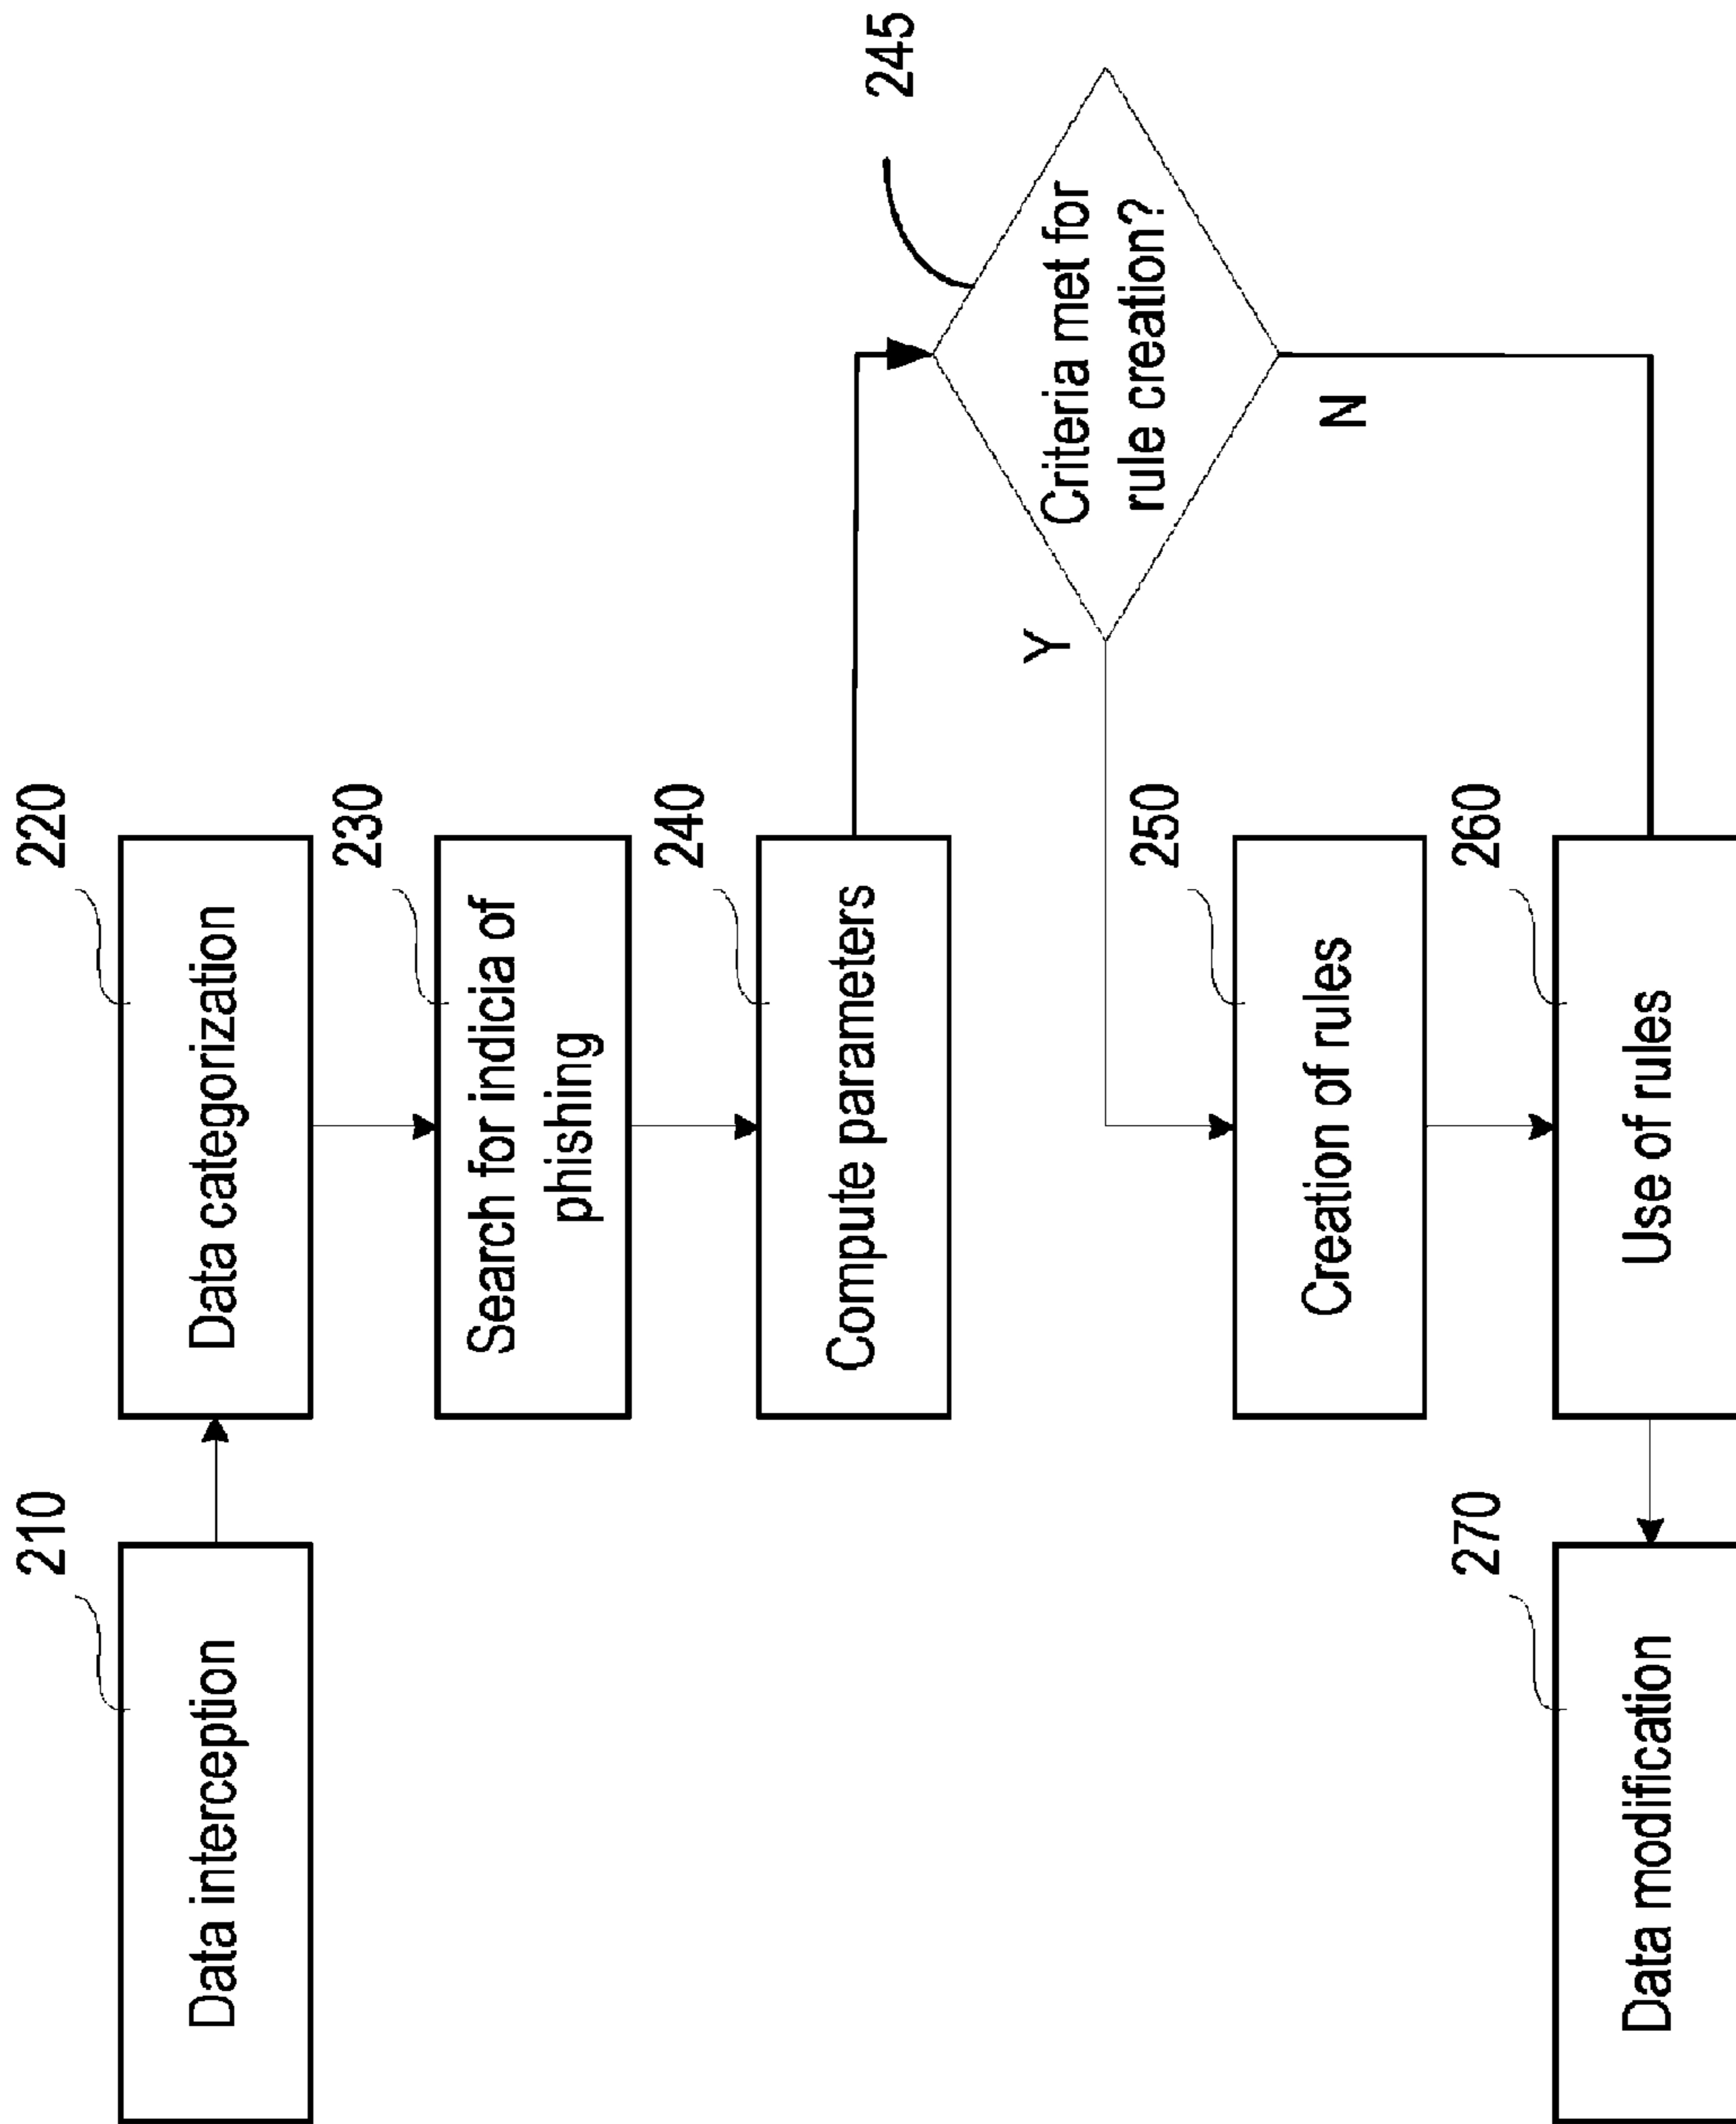 210
Data interception
220
Data categorization
230
Search for indicia of
phishing
240
Compute parameters
245
Criteria met for
rule creation?
Y
N
250
Creation of rules
260
Use of rules
270
Data modification